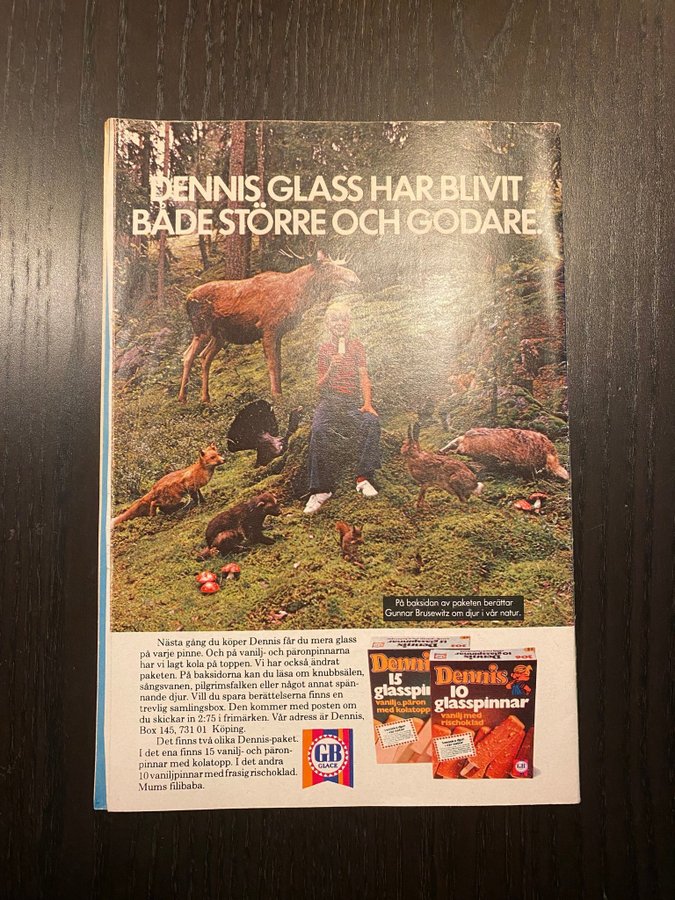 DENNIS GLASS HAR BLIVIT
BÅDE STÖRRE OCH GODARE.
På baksidan av paketen berättar
Gunnar Brusewitz om djur i vår natur.
Nästa gång du köper Dennis får du mera glass
på varje pinne. Och på vanilj- och päronpinnarna
har vi lagt kola på toppen. Vi har också ändrat
paketen. På baksidorna kan du läsa om knubbsälen,
sångsvanen, pilgrimsfalken eller något annat spän-
nande djur. Vill du spara berättelserna finns en
trevlig samlingsbox. Den kommer med posten om
du skickar in 2:75 i frimärken. Vår adress är Dennis,
Box 145, 731 01 Köping.
Det finns två olika Dennis-paket.
I det ena finns 15 vanilj- och päron-
pinnar med kolatopp. I det andra
10 vaniljpinnar med frasig rischoklad.
Mums filibaba.
GB
GLACE
Denni
15
glasspi
vanilj o. päron
med kolatopp
Dennis
10
glasspinnar
vanilj med
rischoklad
GB